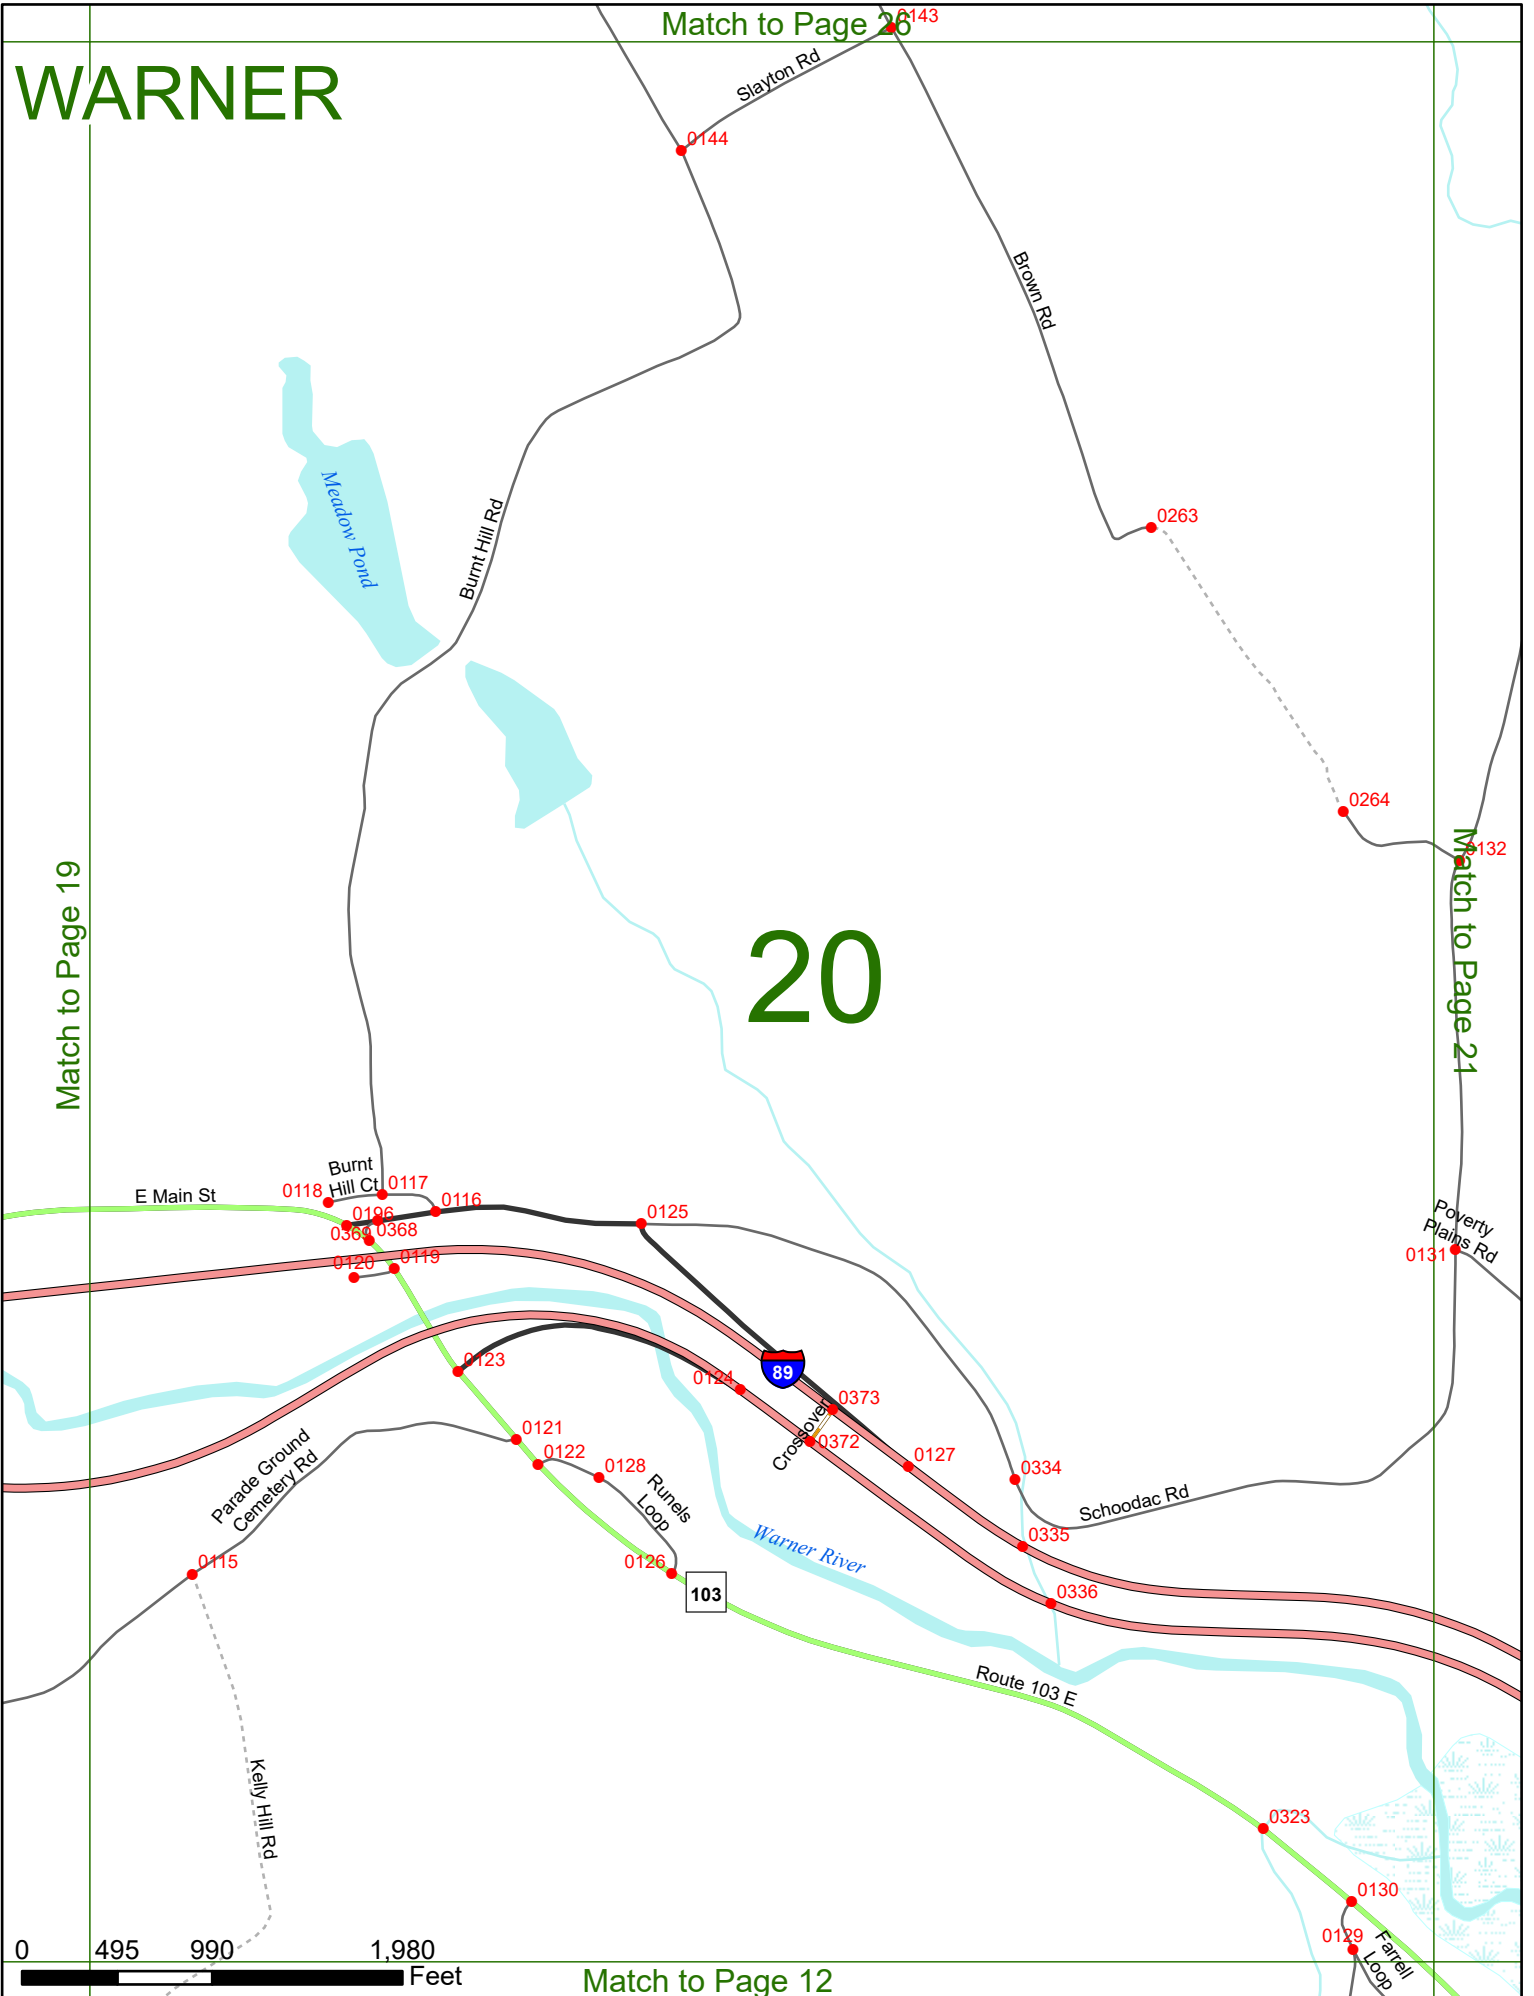 Match to Page 26
0143
WARNER
Slayton Rd
0144
Brown Rd
Meadow Pond
Burnt Hill Rd
0263
0264
0132
Match to Page 19
20
Match to Page 21
Burnt
Hill Ct
0118
0117
E Main St
0116
0196
0125
0369
0368
0119
0120
Poverty
Plains Rd
0131
0123
0124
89
0373
Crossover
0372
0121
0122
0128
0127
0334
Parade Ground
Cemetery Rd
Runels
Loop
Schoodac Rd
0335
Warner River
0115
0126
103
0336
Route 103 E
Kelly Hill Rd
0323
0130
0129
Farrell
Loop
0 495 990 1,980
Feet
Match to Page 12